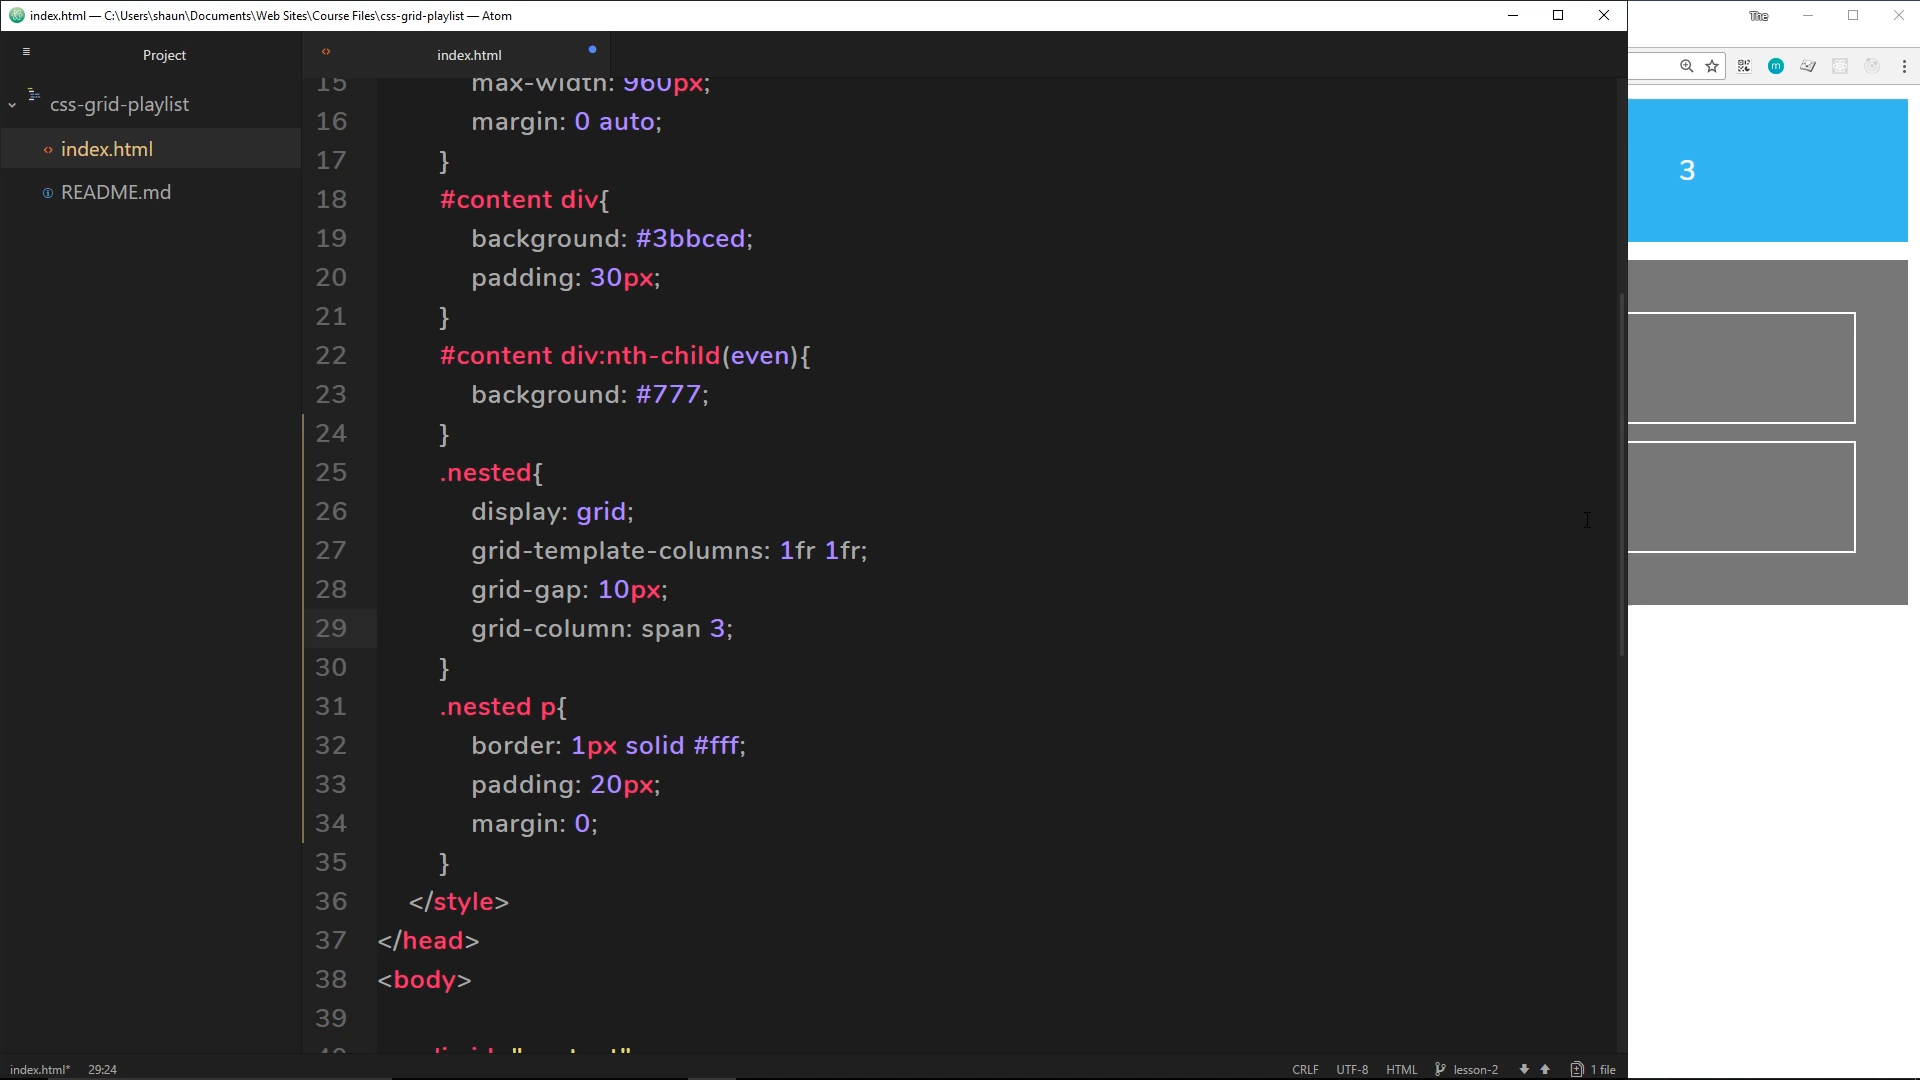 index.html — C:\Users\shaun\Documents\Web Sites\Course Files\css-grid-playlist — Atom
The
Project
index.html
css-grid-playlist
index.html
README.md
15 max-width: 960px;
16 margin: 0 auto;
17 }
18 #content div{
19 background: #3bbced;
20 padding: 30px;
21 }
22 #content div:nth-child(even){
23 background: #777;
24 }
25 .nested{
26 display: grid;
27 grid-template-columns: 1fr 1fr;
28 grid-gap: 10px;
29 grid-column: span 3;
30 }
31 .nested p{
32 border: 1px solid #fff;
33 padding: 20px;
34 margin: 0;
35 }
36 </style>
37 </head>
38 <body>
39
3
index.html* 29:24
CRLF UTF-8 HTML lesson-2 1 file